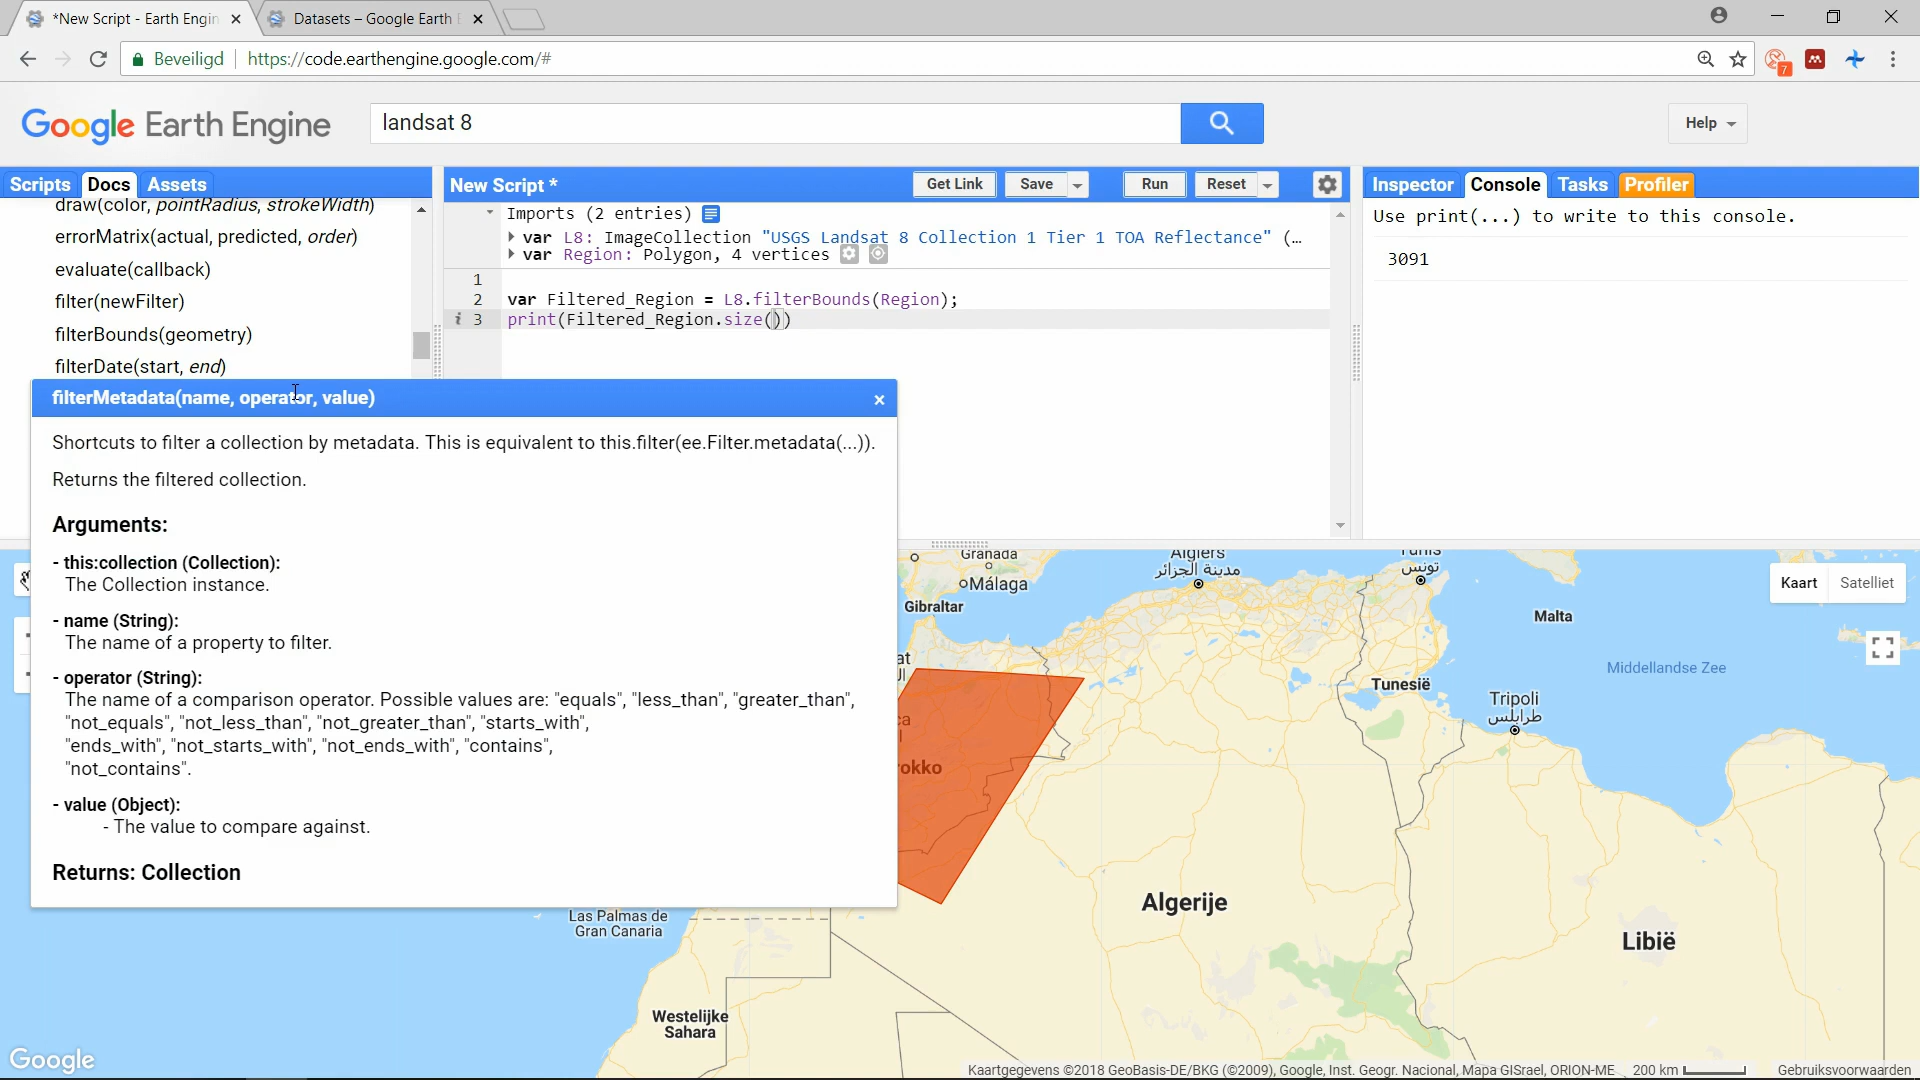 *New Script - Earth Engin
Datasets – Google Earth E
Beveiligd
https://code.earthengine.google.com/#
7
Google Earth Engine
landsat 8
Help
Scripts
Docs
Assets
New Script *
Get Link
Save
Run
Reset
Inspector
Console
Tasks
Profiler
draw(color, pointRadius, strokeWidth)
errorMatrix(actual, predicted, order)
evaluate(callback)
filter(newFilter)
filterBounds(geometry)
filterDate(start, end)
Imports (2 entries)
var L8: ImageCollection "USGS Landsat 8 Collection 1 Tier 1 TOA Reflectance" (…
var Region: Polygon, 4 vertices
1
2 var Filtered_Region = L8.filterBounds(Region);
i 3 print(Filtered_Region.size())
Use print(...) to write to this console.
3091
filterMetadata(name, operator, value)
×
Shortcuts to filter a collection by metadata. This is equivalent to this.filter(ee.Filter.metadata(...)).
Returns the filtered collection.
Arguments:
- this:collection (Collection):
The Collection instance.
- name (String):
The name of a property to filter.
- operator (String):
The name of a comparison operator. Possible values are: "equals", "less_than", "greater_than",
"not_equals", "not_less_than", "not_greater_than", "starts_with",
"ends_with", "not_starts_with", "not_ends_with", "contains",
"not_contains".
- value (Object):
- The value to compare against.
Returns: Collection
Granada
Málaga
Gibraltar
Algiers
مدينة الجزائر
Tunis
تونس
Kaart
Satelliet
Malta
Middellandse Zee
Tunesië
Tripoli
طرابلس
at
ca
okko
Algerije
Libië
Las Palmas de
Gran Canaria
Westelijke
Sahara
Google
Kaartgegevens ©2018 GeoBasis-DE/BKG (©2009), Google, Inst. Geogr. Nacional, Mapa GISrael, ORION-ME
200 km
Gebruiksvoorwaarden